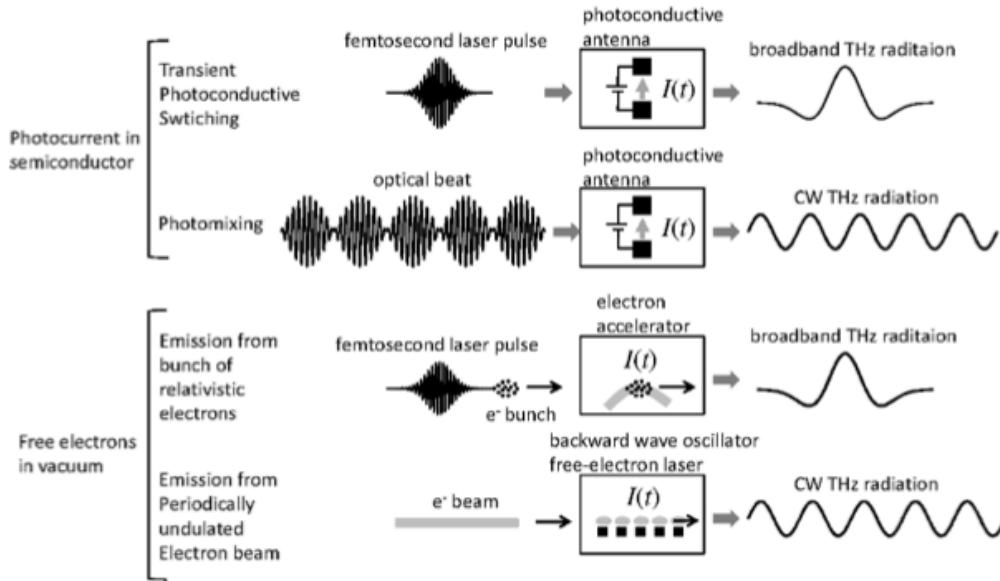 photoconductive
antenna
femtosecond laser pulse
broadband THz raditaion
Transient
Photoconductive
Swtiching
I(t)
Photocurrent in
semiconductor
photoconductive
antenna
optical beat
CW THz radiation
Photomixing
I(t)
electron
accelerator
Emission from
bunch of
relativistic
electrons
femtosecond laser pulse
broadband THz raditaion
I(t)
e- bunch
Free electrons
in vacuum
backward wave oscillator
free-electron laser
Emission from
Periodically
undulated
Electron beam
e- beam
I(t)
CW THz radiation